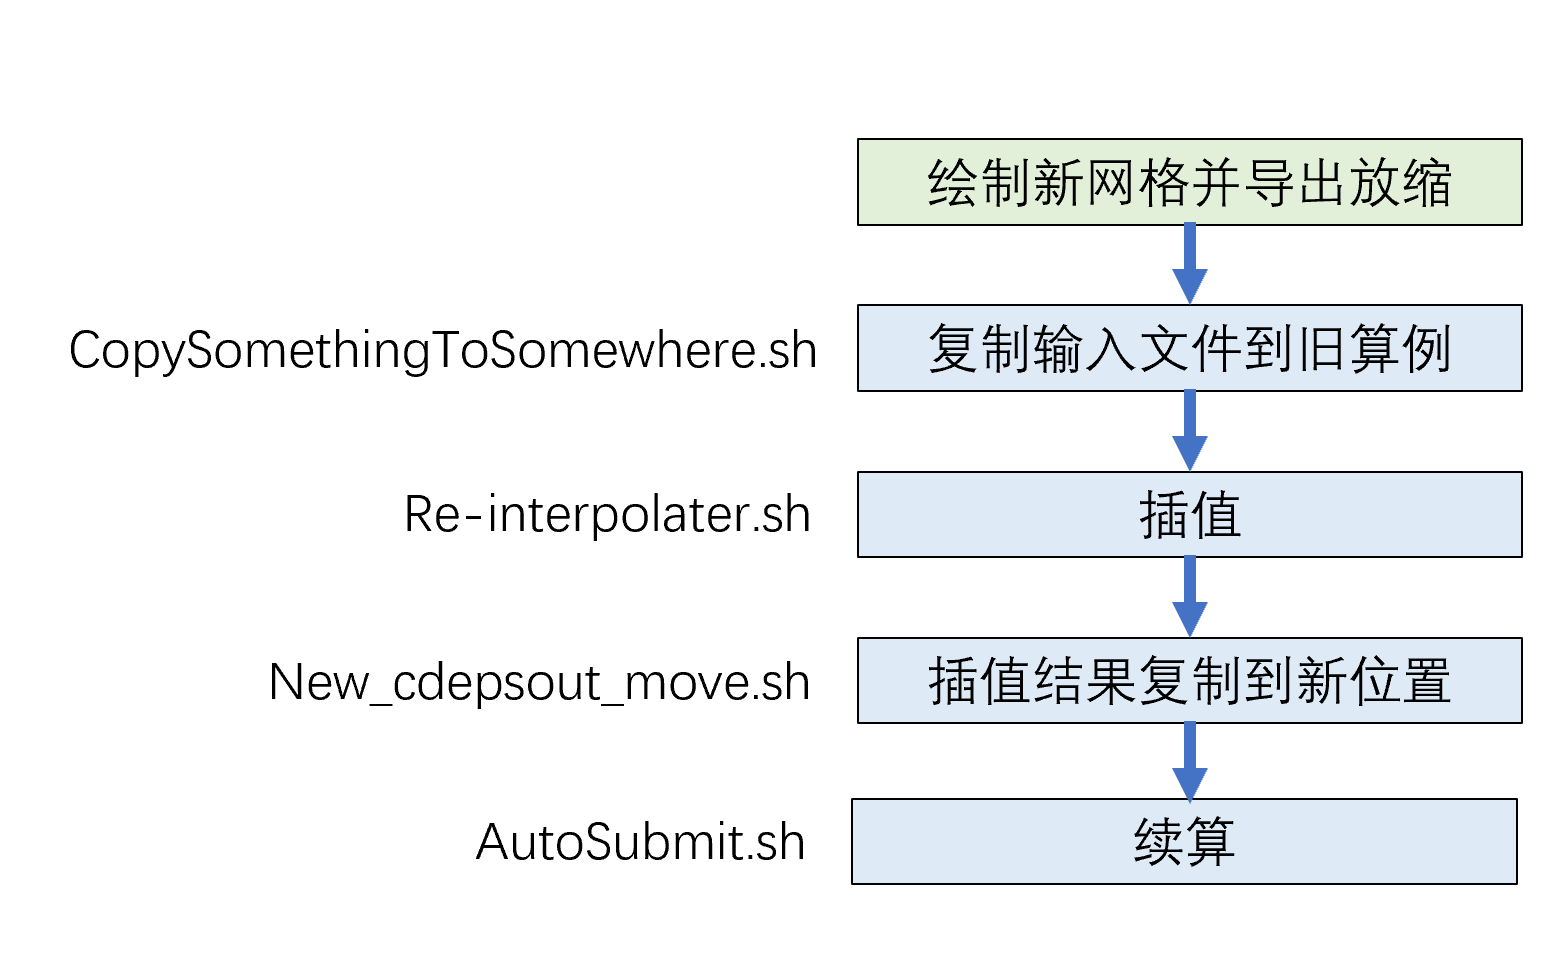 绘制新网格并导出放缩
CopySomethingToSomewhere.sh 复制输入文件到旧算例
Re-interpolater.sh 插值
New_cdepsout_move.sh 插值结果复制到新位置
AutoSubmit.sh 续算